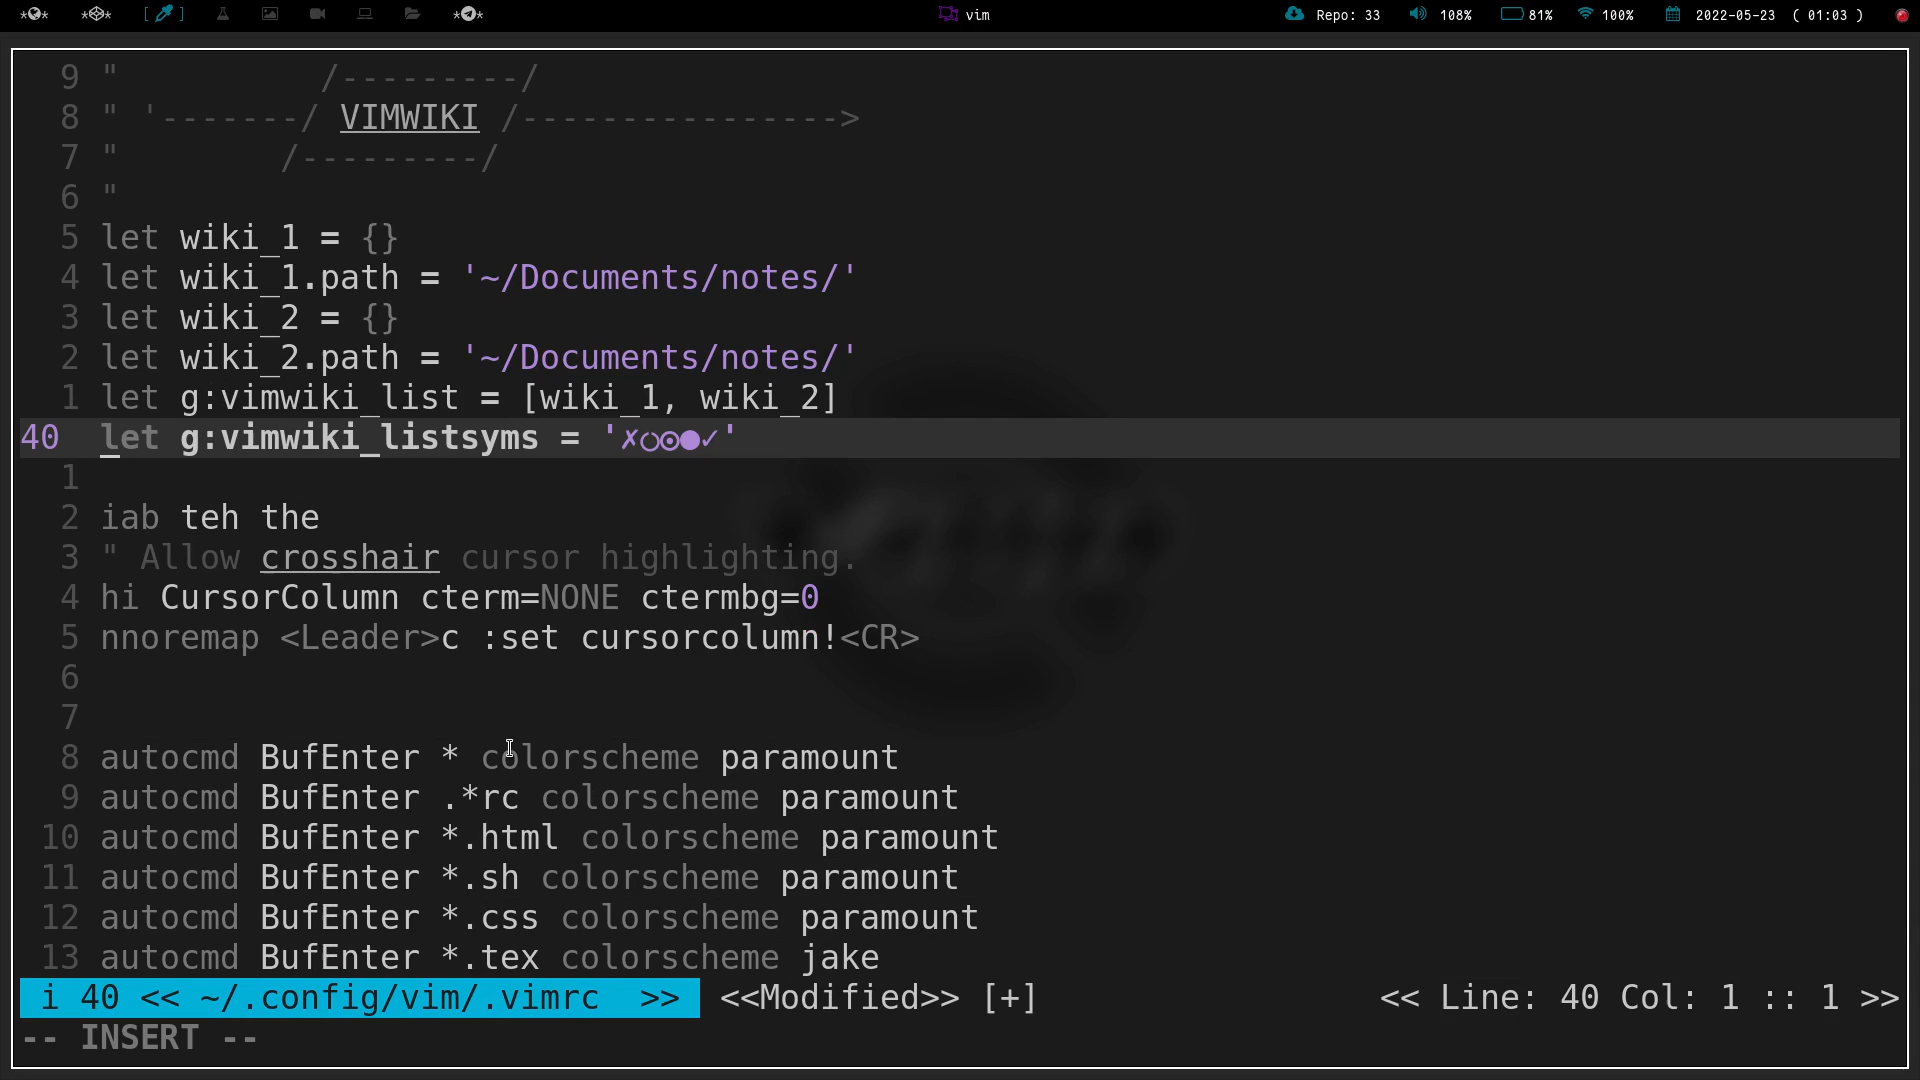 ** ** [ ] ** vim Repo: 33 108% 81% 100% 2022-05-23 ( 01:03 )
9 " /---------/
8 " '-------/ VIMWIKI /---------------->
7 " /---------/
6 "
5 let wiki_1 = {}
4 let wiki_1.path = '~/Documents/notes/'
3 let wiki_2 = {}
2 let wiki_2.path = '~/Documents/notes/'
1 let g:vimwiki_list = [wiki_1, wiki_2]
40 let g:vimwiki_listsyms = '✗○◎●✓'
1
2 iab teh the
3 " Allow crosshair cursor highlighting.
4 hi CursorColumn cterm=NONE ctermbg=0
5 nnoremap <Leader>c :set cursorcolumn!<CR>
6
7
8 autocmd BufEnter * colorscheme paramount
9 autocmd BufEnter .*rc colorscheme paramount
10 autocmd BufEnter *.html colorscheme paramount
11 autocmd BufEnter *.sh colorscheme paramount
12 autocmd BufEnter *.css colorscheme paramount
13 autocmd BufEnter *.tex colorscheme jake
i 40 << ~/.config/vim/.vimrc >> <<Modified>> [+] << Line: 40 Col: 1 :: 1 >>
-- INSERT --